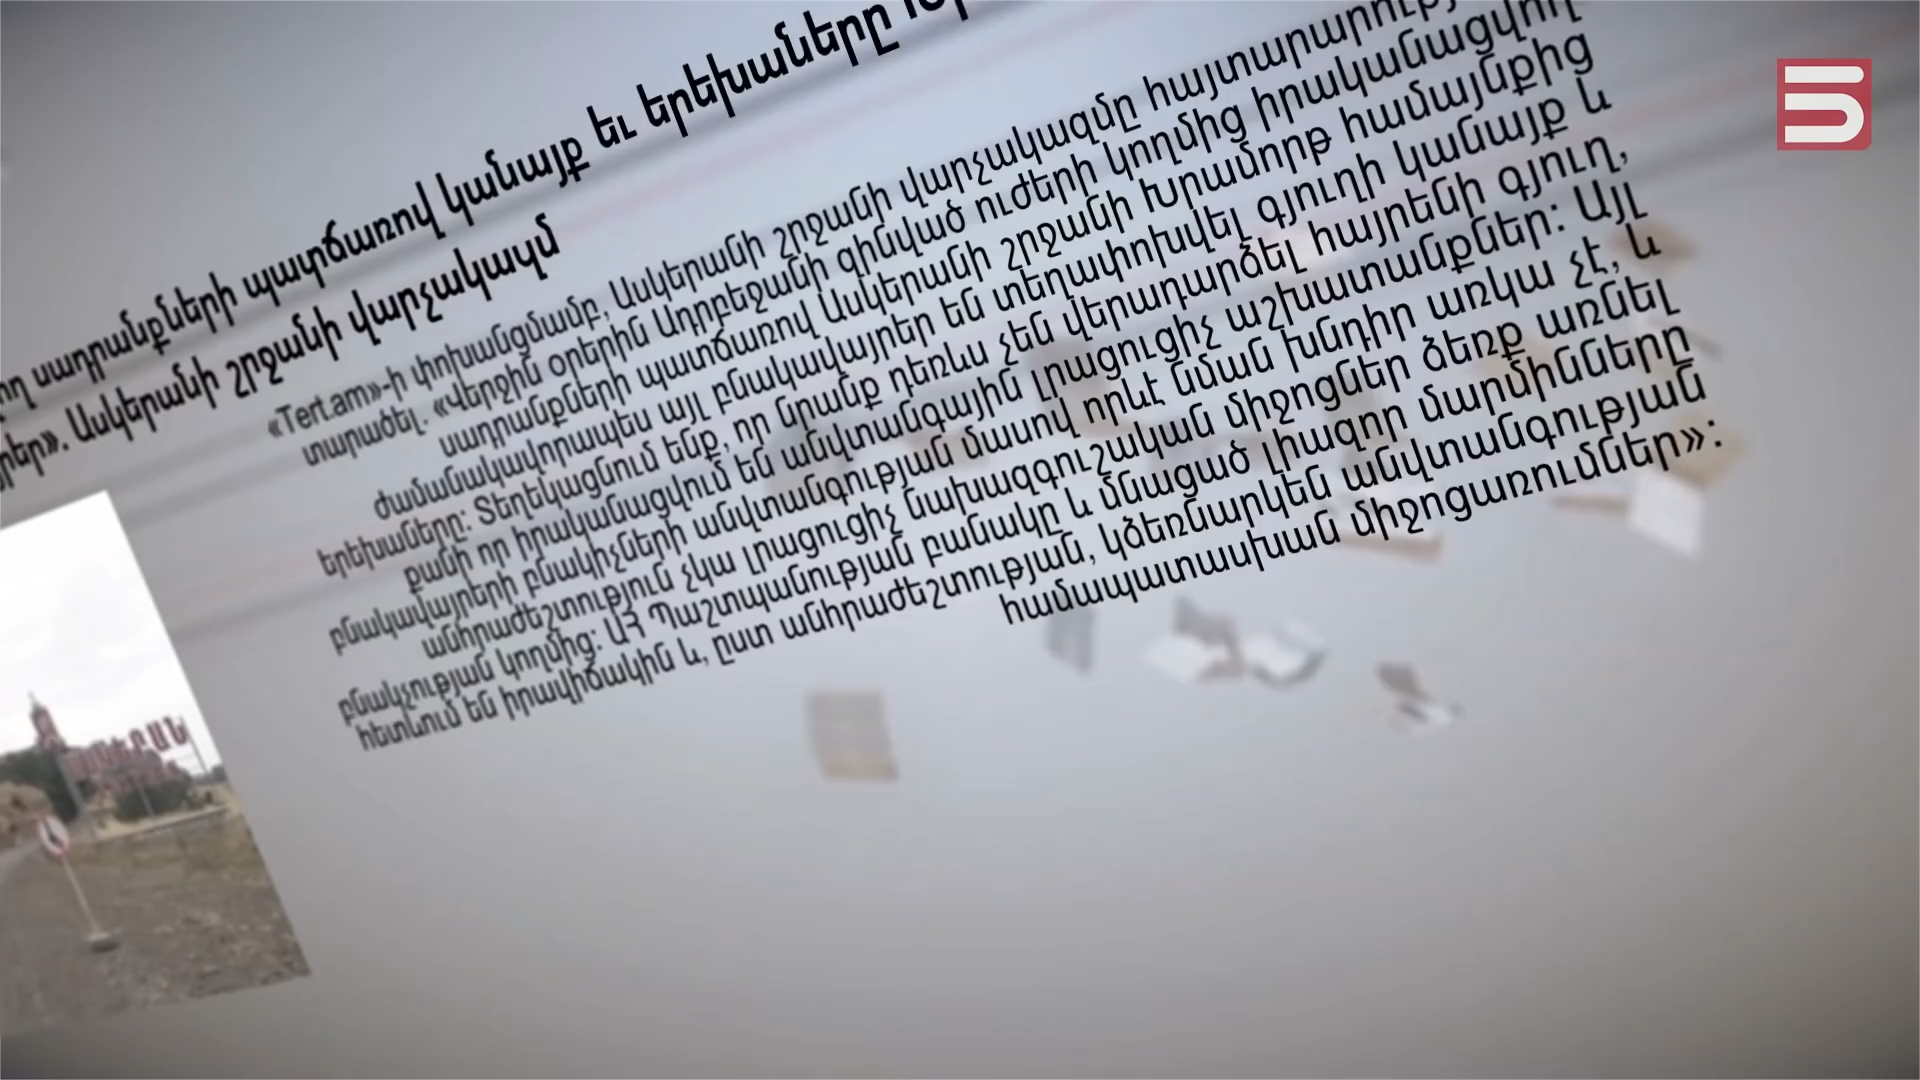 սադրանքների պատճառով կանայք եւ երեխաները
Ասկերանի շրջանի վարչակազմ
«Tert.am»-ի փոխանցմամբ, Ասկերանի շրջանի վարչակազմը
տարածել. «Վերջին օրերին Ադրբեջանի զինված ուժերի կողմից իրականացվող
սադրանքների պատճառով Ասկերանի շրջանի Խրամորթ համայնքից
ժամանակավորապես այլ բնակավայրեր են տեղափոխվել գյուղի կանայք և
երեխաները: Տեղեկացնում ենք, որ նրանք դեռևս չեն վերադարձել հայրենի գյուղ,
քանի որ իրականացվում են անվտանգային լրացուցիչ աշխատանքներ: Այլ
բնակավայրերի բնակիչների անվտանգության մասով որևէ նման խնդիր առկա չէ, և
անհրաժեշտություն չկա լրացուցիչ նախազգուշական միջոցներ ձեռք առնել
բնակչության կողմից: ԱՀ Պաշտպանության բանակը և մնացած լիազոր մարմինները
հետևում են իրավիճակին և, ըստ անհրաժեշտության, կձեռնարկեն անվտանգության
համապատասխան միջոցառումներ»: